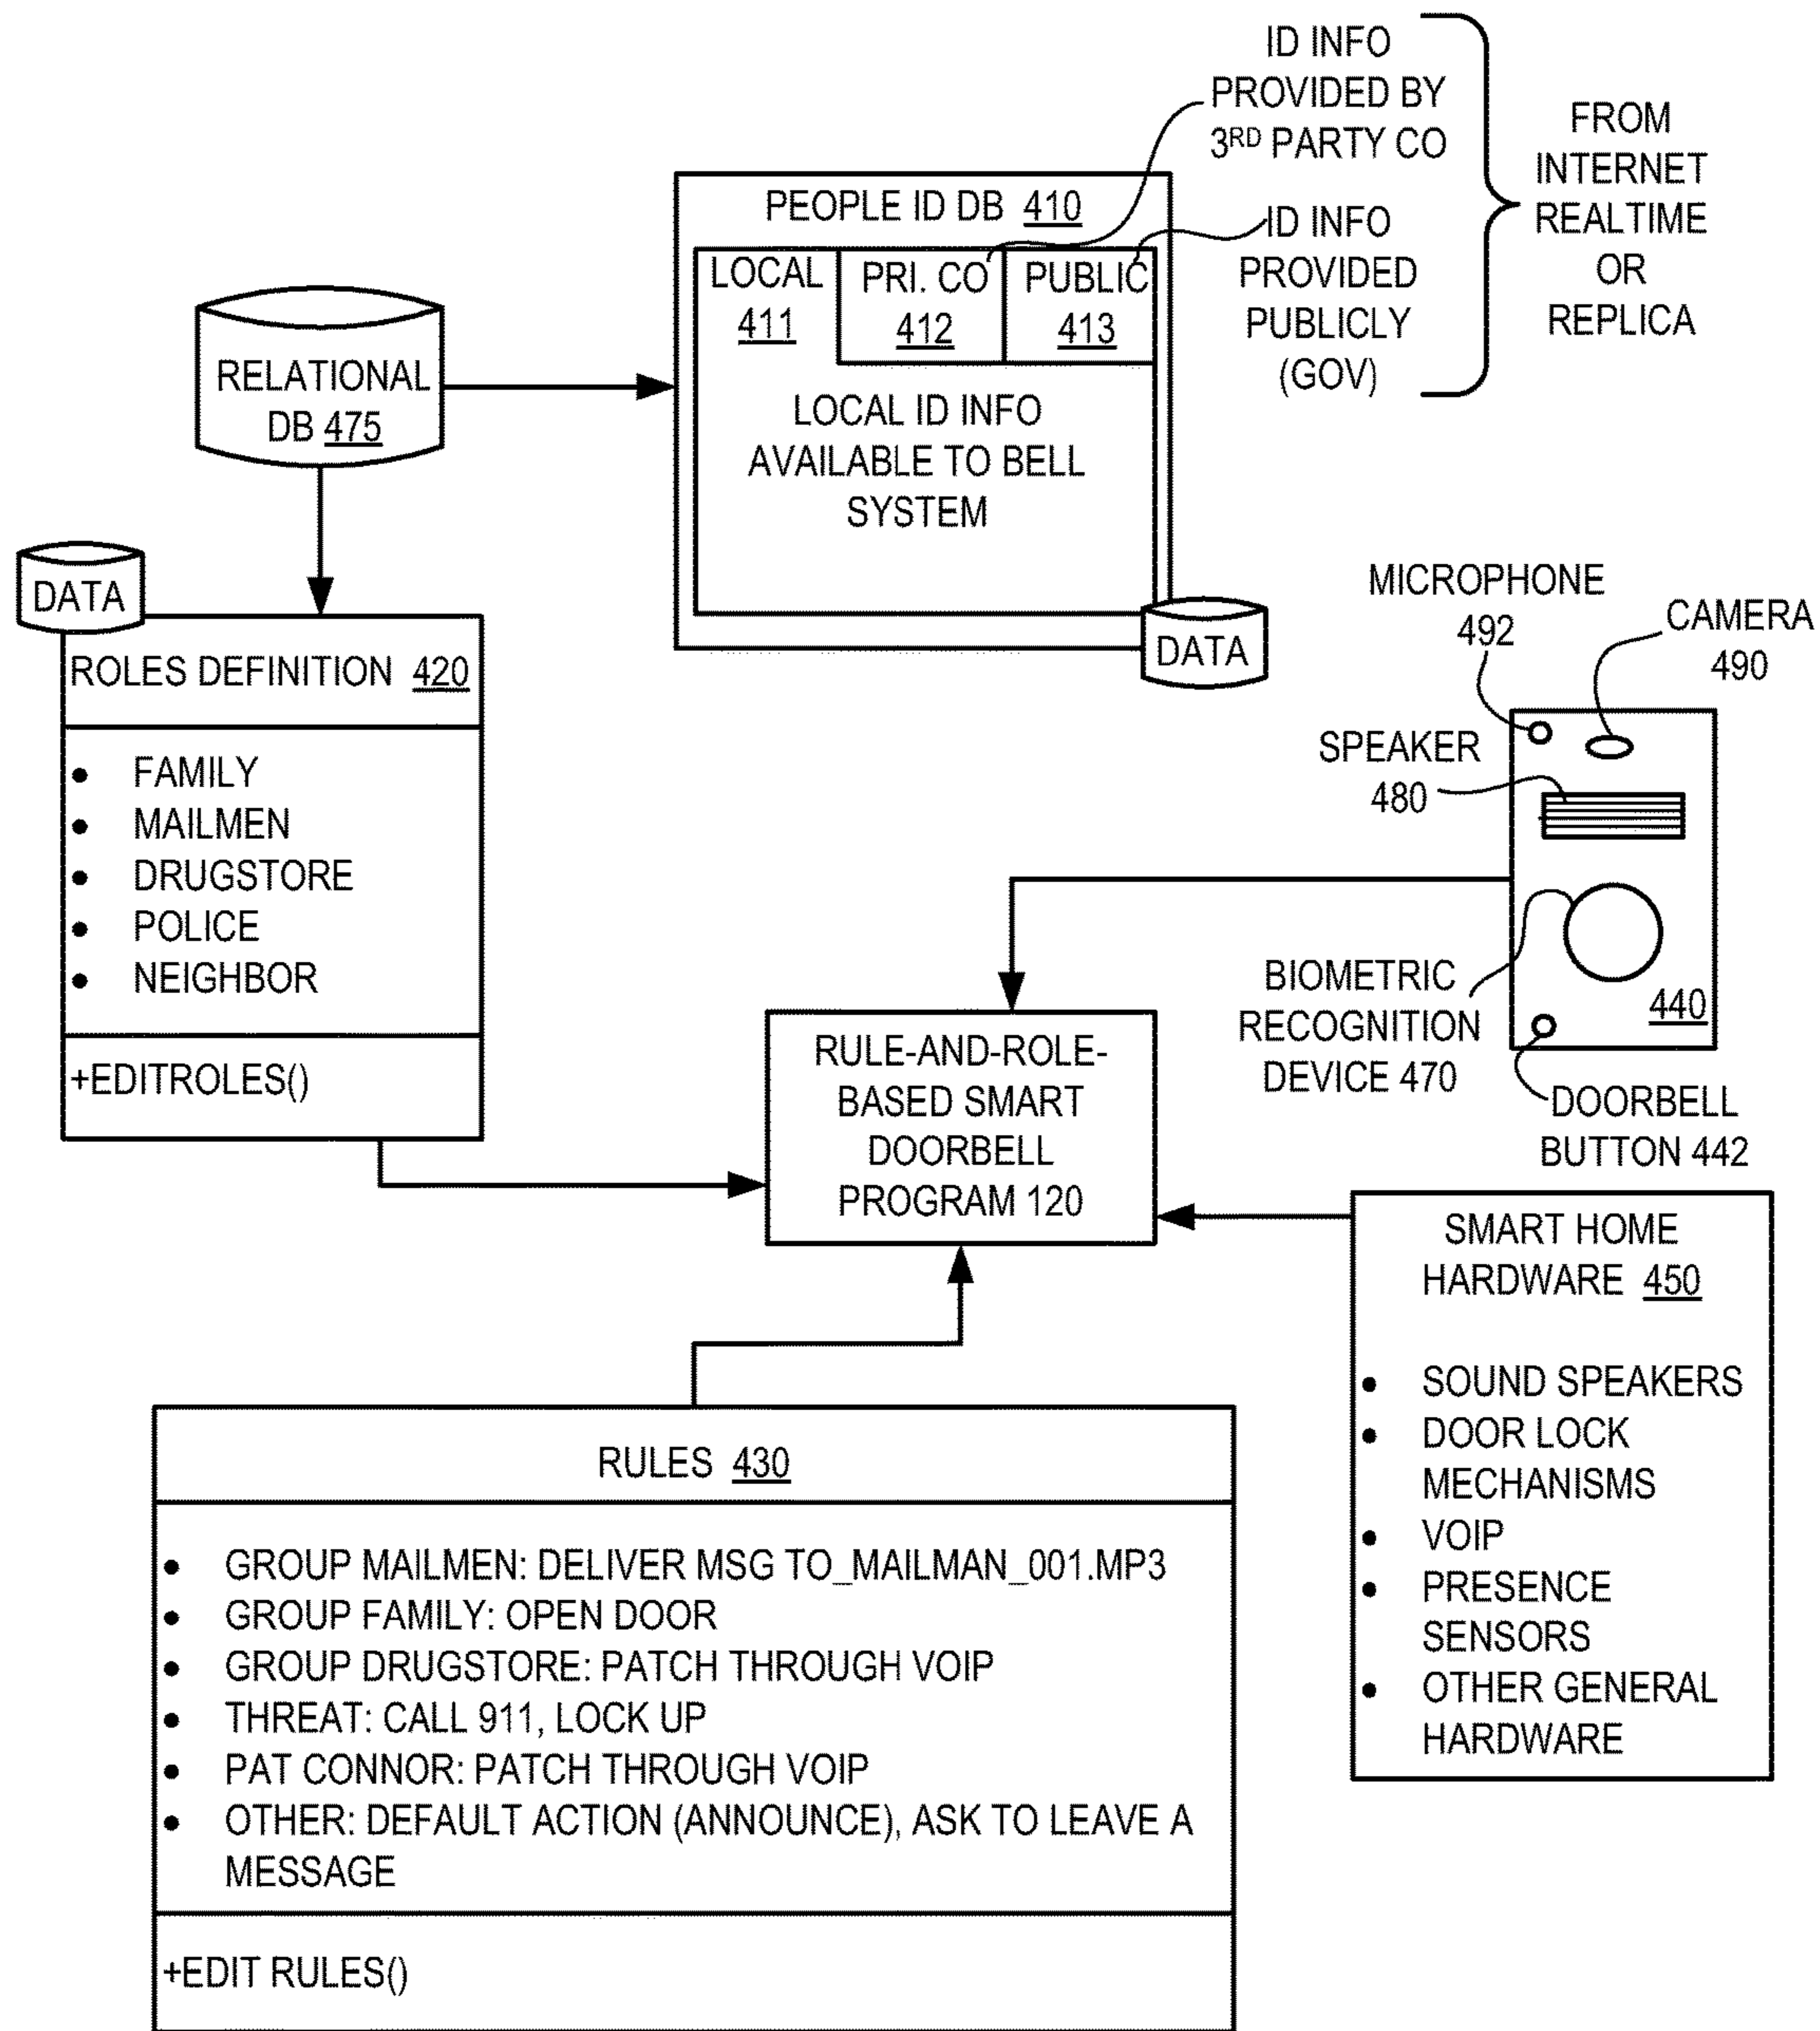 ID INFO
PROVIDED BY
3RD PARTY CO
ID INFO
PROVIDED
PUBLICLY
(GOV)
FROM
INTERNET
REALTIME
OR
REPLICA
PEOPLE ID DB 410
LOCAL
411
PRI. CO
412
PUBLIC
413
LOCAL ID INFO
AVAILABLE TO BELL
SYSTEM
DATA
RELATIONAL
DB 475
DATA
ROLES DEFINITION 420
• FAMILY
• MAILMEN
• DRUGSTORE
• POLICE
• NEIGHBOR
+EDITROLES()
MICROPHONE
492
CAMERA
490
SPEAKER
480
BIOMETRIC
RECOGNITION
DEVICE 470
440
DOORBELL
BUTTON 442
RULE-AND-ROLE-
BASED SMART
DOORBELL
PROGRAM 120
SMART HOME
HARDWARE 450
• SOUND SPEAKERS
• DOOR LOCK
MECHANISMS
• VOIP
• PRESENCE
SENSORS
• OTHER GENERAL
HARDWARE
RULES 430
• GROUP MAILMEN: DELIVER MSG TO_MAILMAN_001.MP3
• GROUP FAMILY: OPEN DOOR
• GROUP DRUGSTORE: PATCH THROUGH VOIP
• THREAT: CALL 911, LOCK UP
• PAT CONNOR: PATCH THROUGH VOIP
• OTHER: DEFAULT ACTION (ANNOUNCE), ASK TO LEAVE A
MESSAGE
+EDIT RULES()